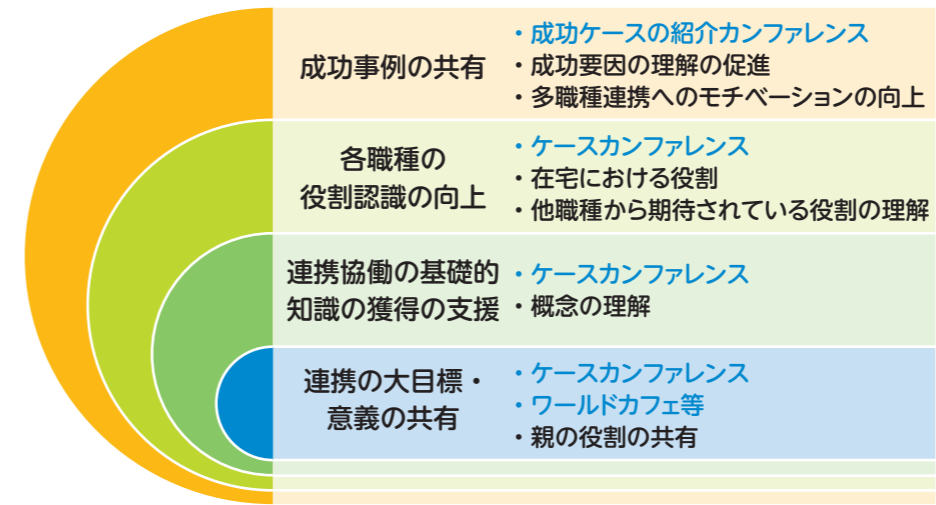 成功事例の共有
・成功ケースの紹介カンファレンス
・成功要因の理解の促進
・多職種連携へのモチベーションの向上
各職種の
役割認識の向上
・ケースカンファレンス
・在宅における役割
・他職種から期待されている役割の理解
連携協働の基礎的
知識の獲得の支援
・ケースカンファレンス
・概念の理解
連携の大目標・
意義の共有
・ケースカンファレンス
・ワールドカフェ等
・親の役割の共有